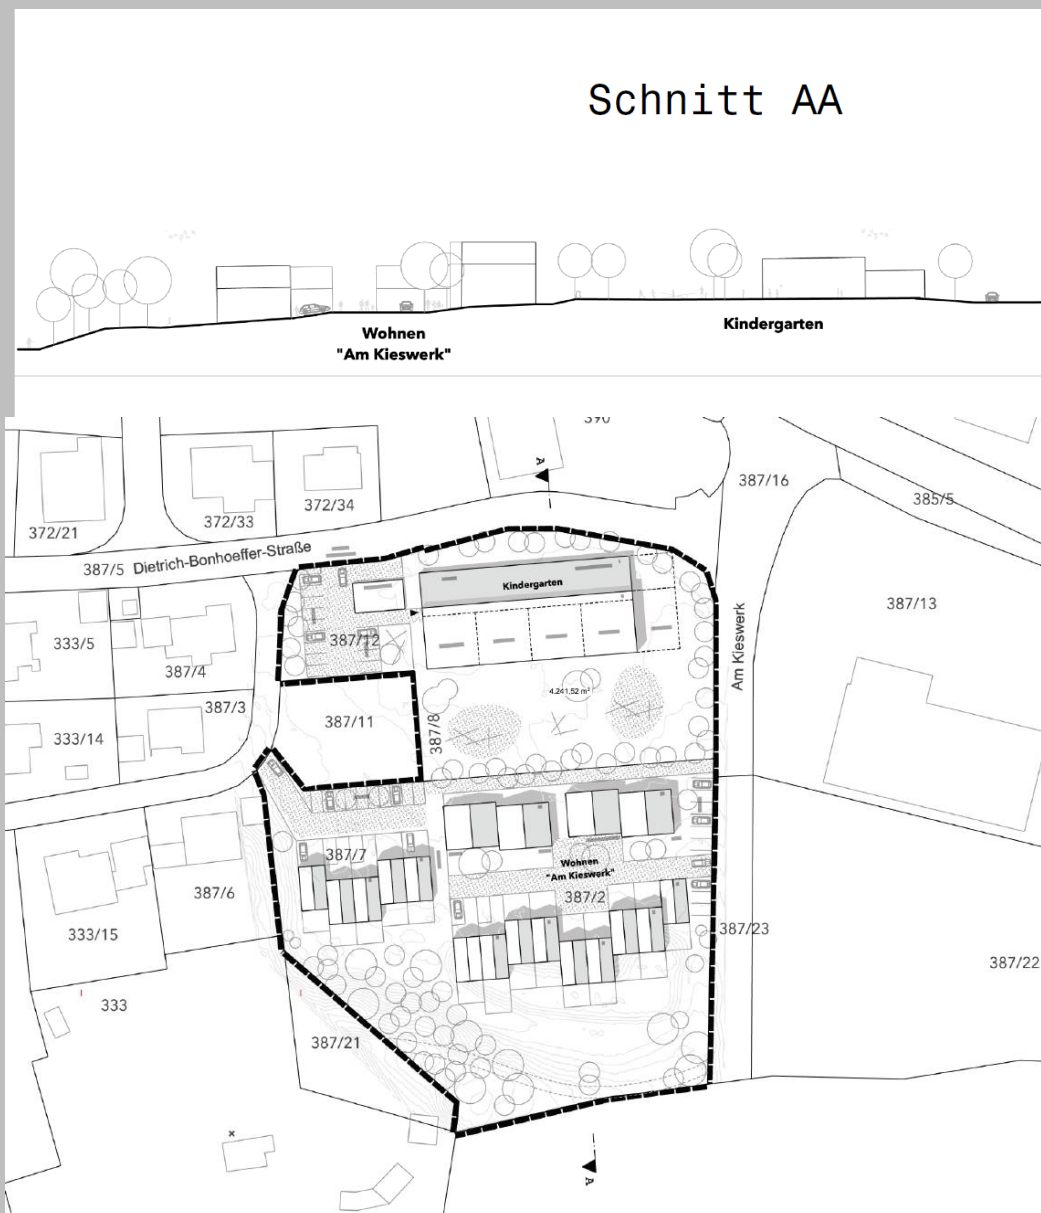 Schnitt AA
Wohnen
"Am Kieswerk"
Kindergarten
390
A
387/16
385/5
372/21
372/33
372/34
387/5 Dietrich-Bonhoeffer-Straße
Kindergarten
387/13
333/5
387/4
387/12
Am Kieswerk
387/3
387/11
387/8
4.241,52 m²
333/14
387/7
Wohnen
"Am Kieswerk"
387/2
387/6
333/15
387/23
387/22
333
387/21
A